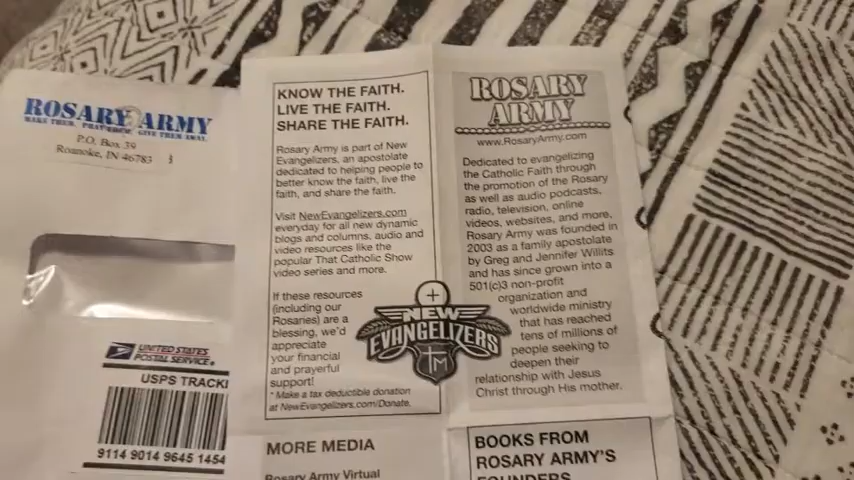 ROSARY ARMY
MAKE THEM. PRAY THEM. GIVE THEM AWAY.
P.O. Box 39
Roanoke, IN 46783
UNITED STATES
POSTAL SERVICE
USPS TRACKI
9114 9014 9645 1454
KNOW THE FAITH.
LIVE THE FAITH.
SHARE THE FAITH.
Rosary Army is part of New
Evangelizers, an apostolate
dedicated to helping people to
better know the faith, live the
faith, and share the faith.
Visit NewEvangelizers.com
everyday for all new dynamic
blogs and columns, audio and
video resources like the
popular That Catholic Show
video series and more.
If these resources
(including our
Rosaries) are a
blessing, we'd
appreciate
your financial
and prayerful
support!
* Make a tax deductible donation
at NewEvangelizers.com/Donate.
NEW
EVANGELIZERS
ROSARY
ARMY
www.RosaryArmy.com
Dedicated to evangelizing
the Catholic Faith through
the promotion of the Rosary
as well as audio podcasts,
radio, television, online
videos, websites, and more,
Rosary Army was founded in
2003 as a family apostolate
by Greg and Jennifer Willits
and has since grown into a
501(c)3 non-profit
organization and
worldwide ministry
that has reached
tens of millions of
people seeking to
deepen their
relationship with Jesus
Christ through His mother.
MORE MEDIA
Rosary Army Virtual
BOOKS FROM
ROSARY ARMY'S
FOUNDERS